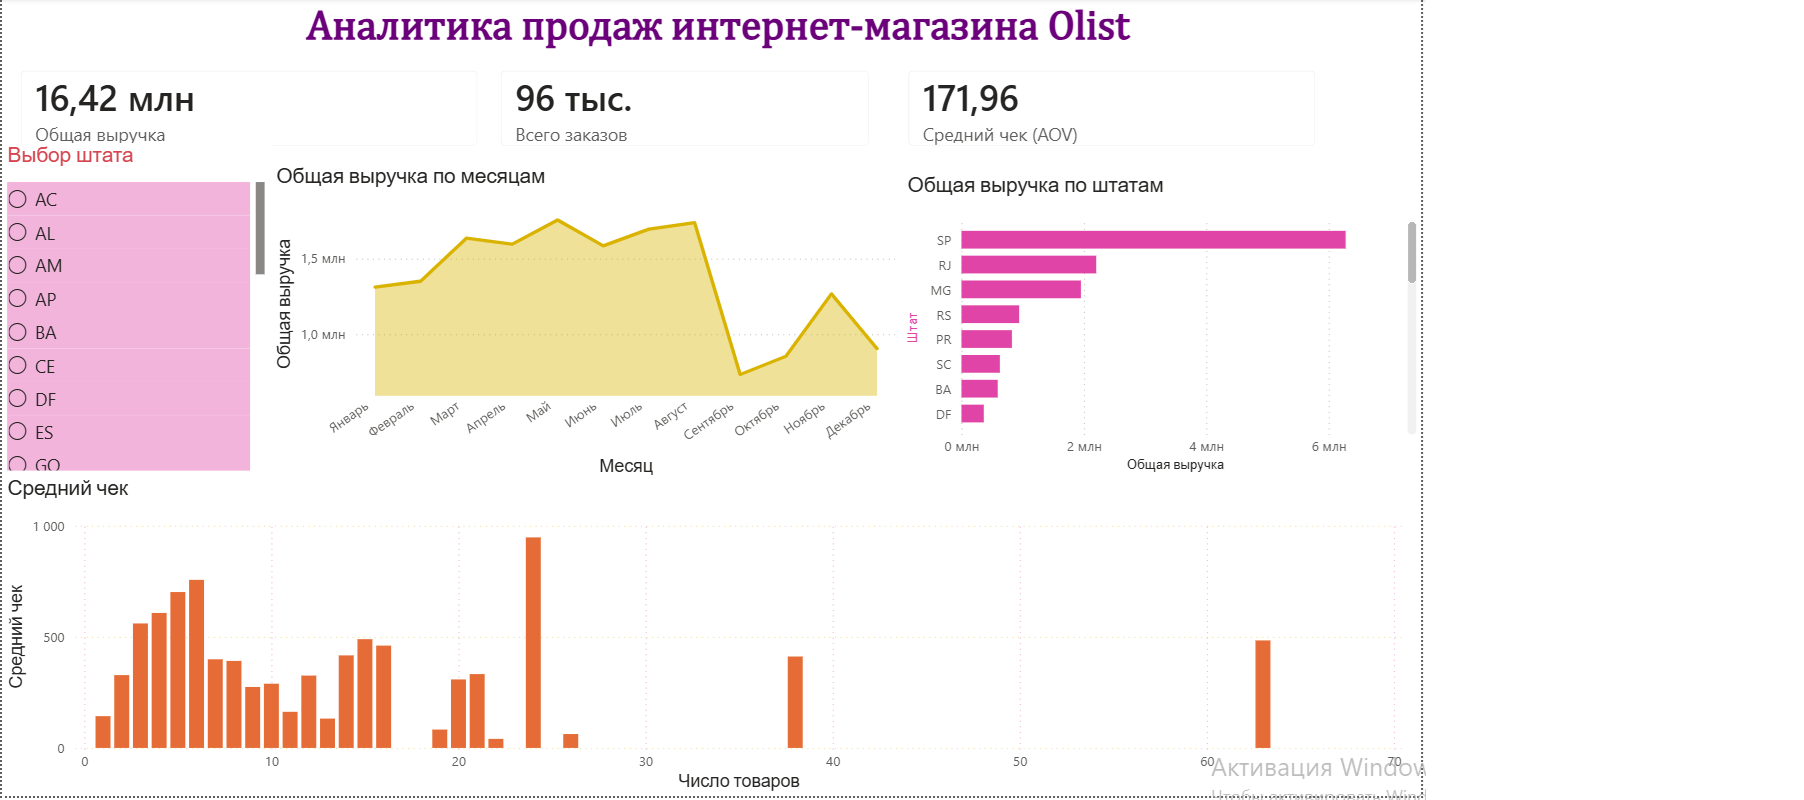 Аналитика продаж интернет-магазина Olist
16,42 млн
Общая выручка
96 тыс.
Всего заказов
171,96
Средний чек (AOV)
Выбор штата
AC
AL
AM
AP
BA
CE
DF
ES
GO
Общая выручка по месяцам
Общая выручка
1,5 млн
1,0 млн
Январь
Февраль
Март
Апрель
Май
Июнь
Июль
Август
Сентябрь
Октябрь
Ноябрь
Декабрь
Месяц
Общая выручка по штатам
Штат
SP
RJ
MG
RS
PR
SC
BA
DF
0 млн
2 млн
4 млн
6 млн
Общая выручка
Средний чек
Средний чек
1 000
500
0
0
10
20
30
40
50
60
70
Число товаров
Активация Window
Чтобы активировать Wind